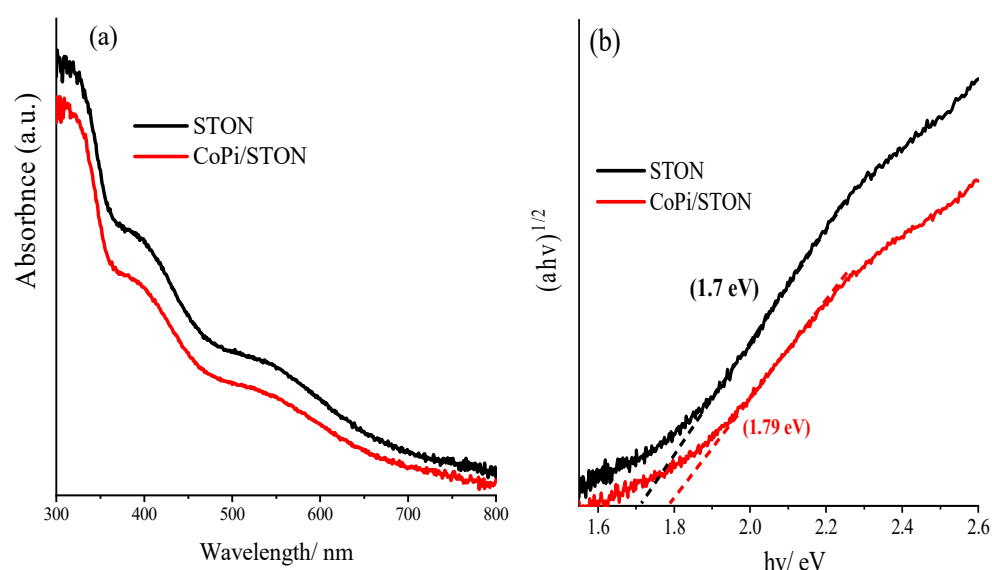 (a)
STON
CoPi/STON
Absorbnce (a.u.)
300 400 500 600 700 800
Wavelength/ nm
(b)
STON
CoPi/STON
(ahv)1/2
(1.7 eV)
(1.79 eV)
1.6 1.8 2.0 2.2 2.4 2.6
hv/ eV